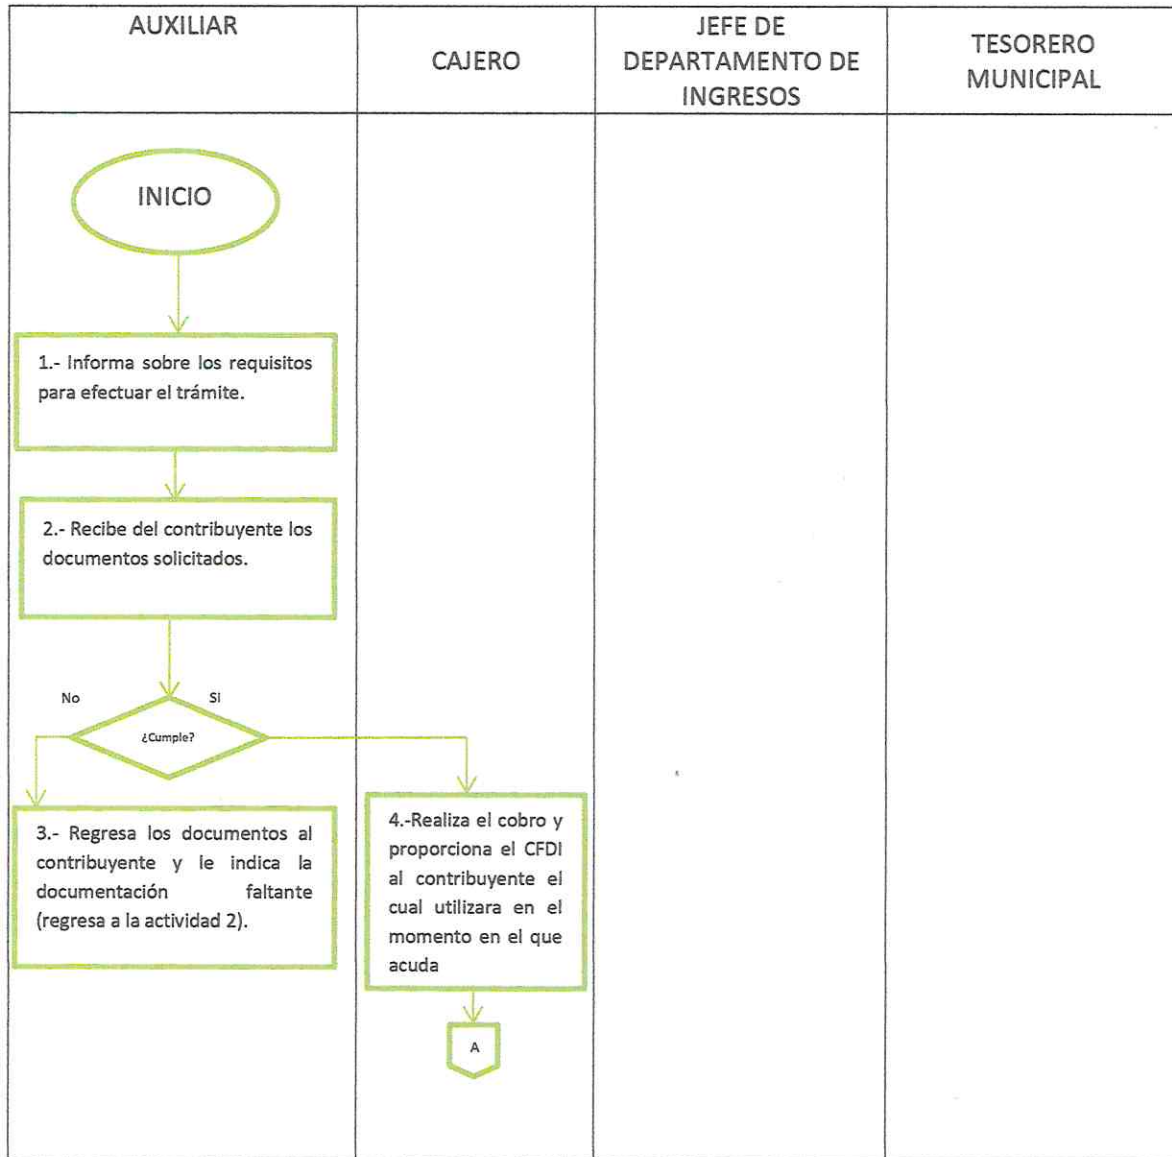 AUXILIAR
CAJERO
JEFE DE
DEPARTAMENTO DE
INGRESOS
TESORERO
MUNICIPAL
INICIO
1.- Informa sobre los requisitos
para efectuar el trámite.
2.- Recibe del contribuyente los
documentos solicitados.
No
Si
¿Cumple?
3.- Regresa los documentos al
contribuyente y le indica la
documentación faltante
(regresa a la actividad 2).
4.-Realiza el cobro y
proporciona el CFDI
al contribuyente el
cual utilizara en el
momento en el que
acuda
A